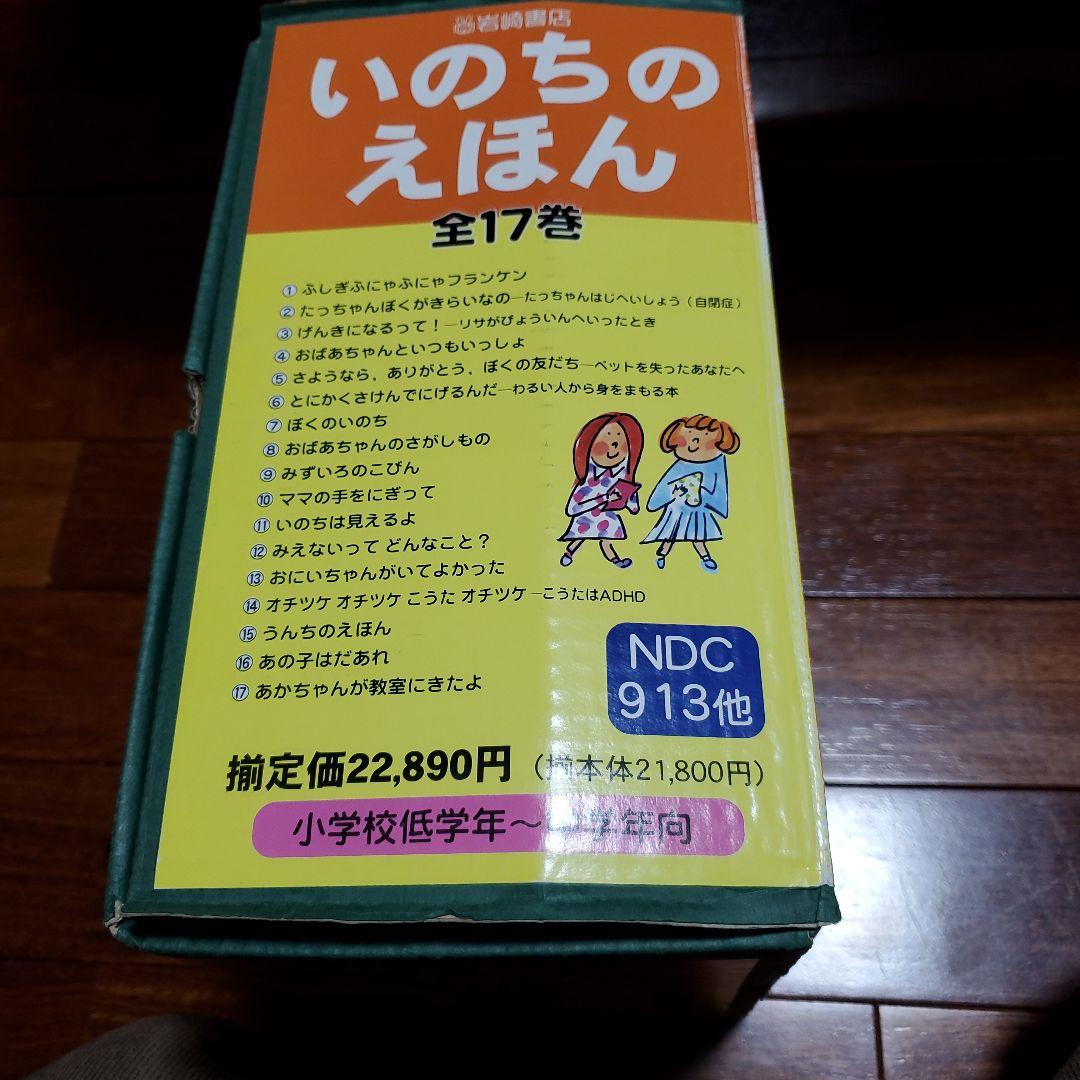 岩崎書店
いのちの
えほん
全17巻
① ふしぎふにゃふにゃフランケン
② たっちゃんぼくがきらいなの─たっちゃんはじへいしょう（自閉症）
③ げんきになるって！─リサがびょういんへいったとき
④ おばあちゃんといつもいっしょ
⑤ さようなら，ありがとう，ぼくの友だち─ペットを失ったあなたへ
⑥ とにかくさけんでにげるんだ─わるい人から身をまもる本
⑦ ぼくのいのち
⑧ おばあちゃんのさがしもの
⑨ みずいろのこびん
⑩ ママの手をにぎって
⑪ いのちは見えるよ
⑫ みえないって どんなこと？
⑬ おにいちゃんがいてよかった
⑭ オチツケ オチツケ こうた オチツケ─こうたはADHD
⑮ うんちのえほん
⑯ あの子はだあれ
⑰ あかちゃんが教室にきたよ
NDC
913他
揃定価22,890円（揃本体21,800円）
小学校低学年～中学年向